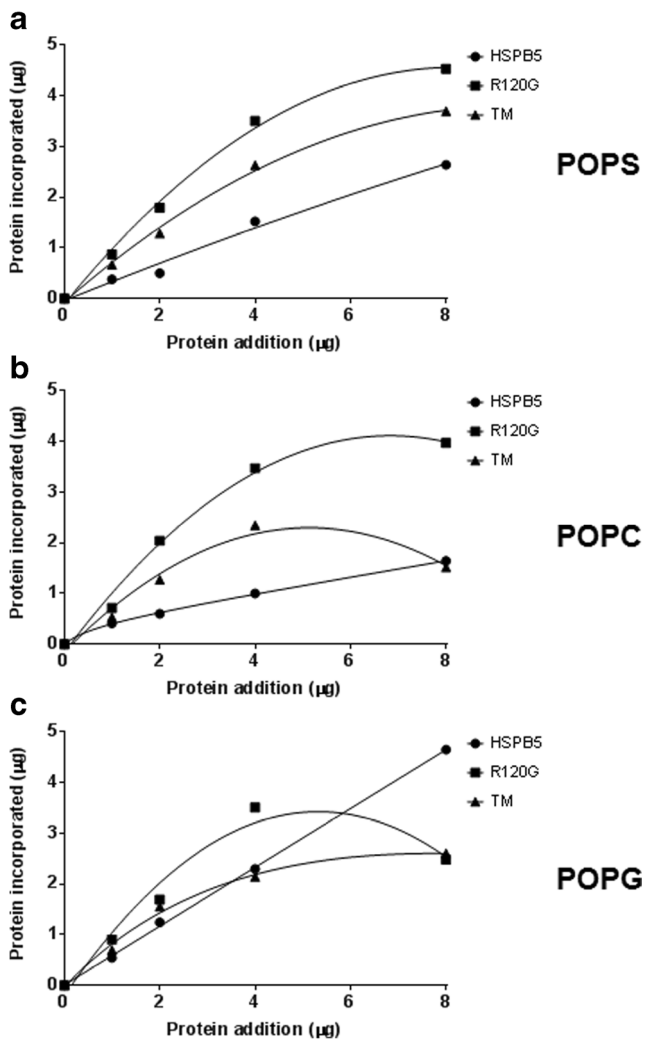 a
5
4
3
2
1
0
0 2 4 6 8
Protein incorporated (µg)
Protein addition (µg)
HSPB5
R120G
TM
POPS
b
5
4
3
2
1
0
0 2 4 6 8
Protein incorporated (µg)
Protein addition (µg)
HSPB5
R120G
TM
POPC
c
5
4
3
2
1
0
0 2 4 6 8
Protein incorporated (µg)
Protein addition (µg)
HSPB5
R120G
TM
POPG